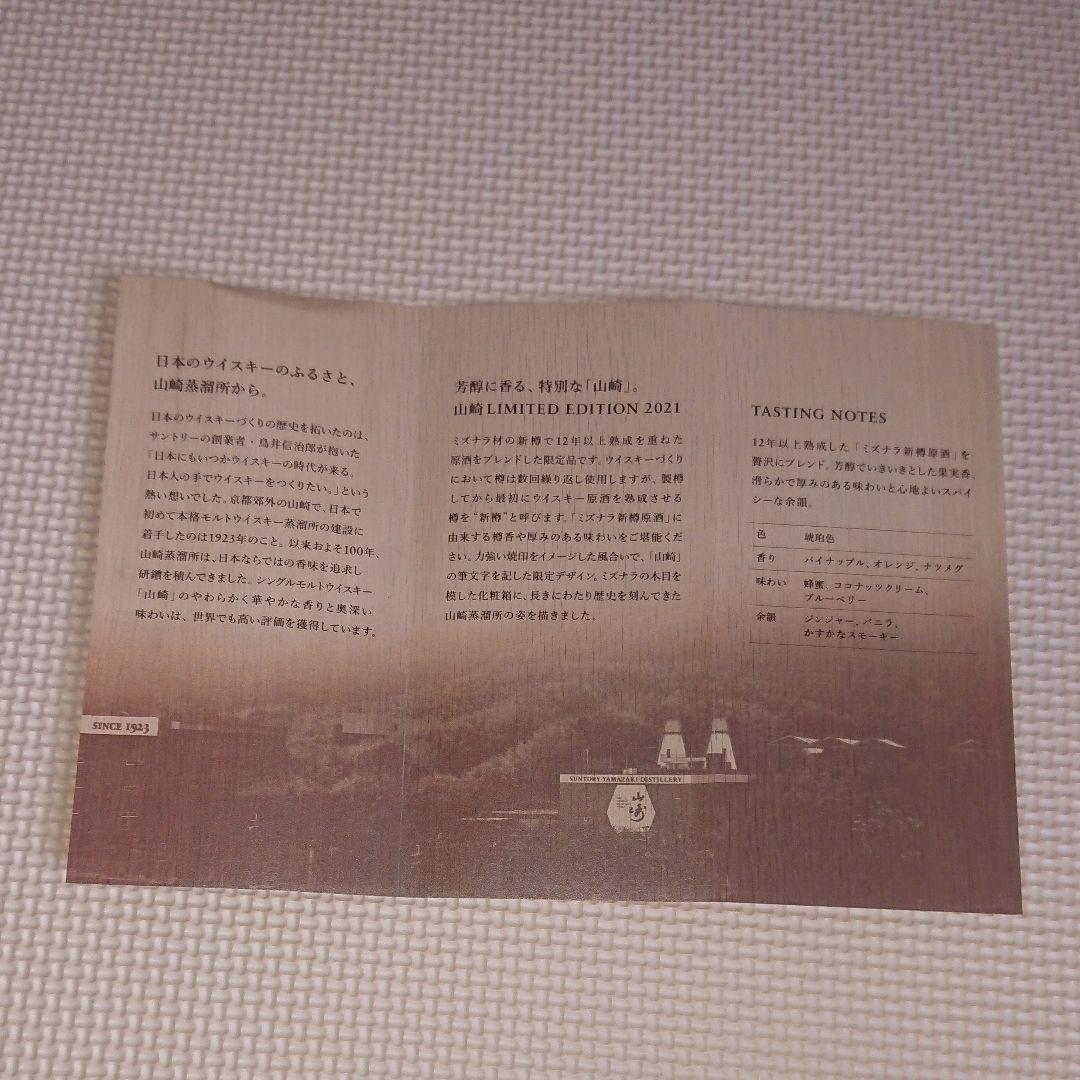 日本のウイスキーのふるさと、
山崎蒸溜所から。
日本のウイスキーづくりの歴史を拓いたのは、
サントリーの創業者・鳥井信治郎が抱いた
「日本にもいつかウイスキーの時代が来る。
日本人の手でウイスキーをつくりたい。」という
熱い想いでした。京都郊外の山崎で、日本で
初めて本格モルトウイスキー蒸溜所の建設に
着手したのは1923年のこと。以来およそ100年、
山崎蒸溜所は、日本ならではの香味を追求し
研鑽を積んできました。シングルモルトウイスキー
「山崎」のやわらかく華やかな香りと奥深い
味わいは、世界でも高い評価を獲得しています。
芳醇に香る、特別な「山崎」。
山崎 LIMITED EDITION 2021
ミズナラ材の新樽で12年以上熟成を重ねた
原酒をブレンドした限定品です。ウイスキーづくり
において樽は数回繰り返し使用しますが、製樽
してから最初にウイスキー原酒を熟成させる
樽を“新樽”と呼びます。「ミズナラ新樽原酒」に
由来する樽香や厚みのある味わいをご堪能くだ
さい。力強い焼印をイメージした風合いで、「山崎」
の筆文字を記した限定デザイン。ミズナラの木目を
模した化粧箱に、長きにわたり歴史を刻んできた
山崎蒸溜所の姿を描きました。
TASTING NOTES
12年以上熟成した「ミズナラ新樽原酒」を
贅沢にブレンド。芳醇でいきいきとした果実香、
滑らかで厚みのある味わいと心地よいスパイ
シーな余韻。
色 琥珀色
香り パイナップル、オレンジ、ナツメグ
味わい 蜂蜜、ココナッツクリーム、
ブルーベリー
余韻 ジンジャー、バニラ、
かすかなスモーキー
SINCE 1923
SUNTORY YAMAZAKI DISTILLERY
山崎